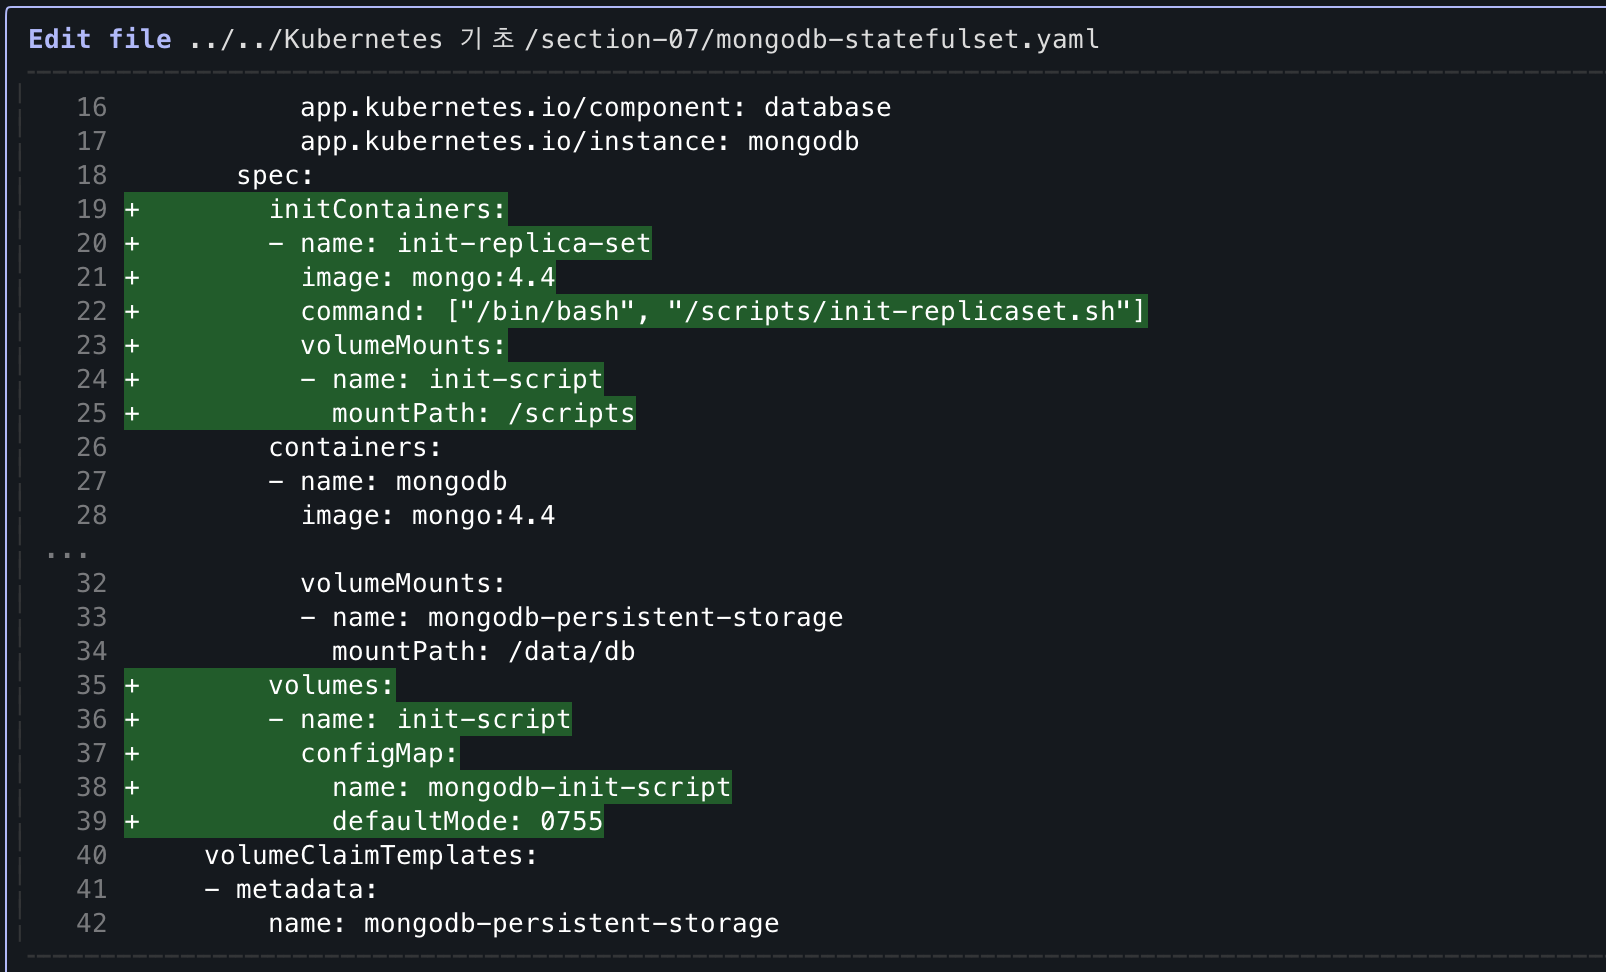 Edit file ../../Kubernetes 기초/section-07/mongodb-statefulset.yaml
16            app.kubernetes.io/component: database
17            app.kubernetes.io/instance: mongodb
18        spec:
19 +        initContainers:
20 +        - name: init-replica-set
21 +          image: mongo:4.4
22 +          command: ["/bin/bash", "/scripts/init-replicaset.sh"]
23 +          volumeMounts:
24 +          - name: init-script
25 +            mountPath: /scripts
26          containers:
27          - name: mongodb
28            image: mongo:4.4
...
32            volumeMounts:
33            - name: mongodb-persistent-storage
34              mountPath: /data/db
35 +        volumes:
36 +        - name: init-script
37 +          configMap:
38 +            name: mongodb-init-script
39 +            defaultMode: 0755
40      volumeClaimTemplates:
41      - metadata:
42          name: mongodb-persistent-storage